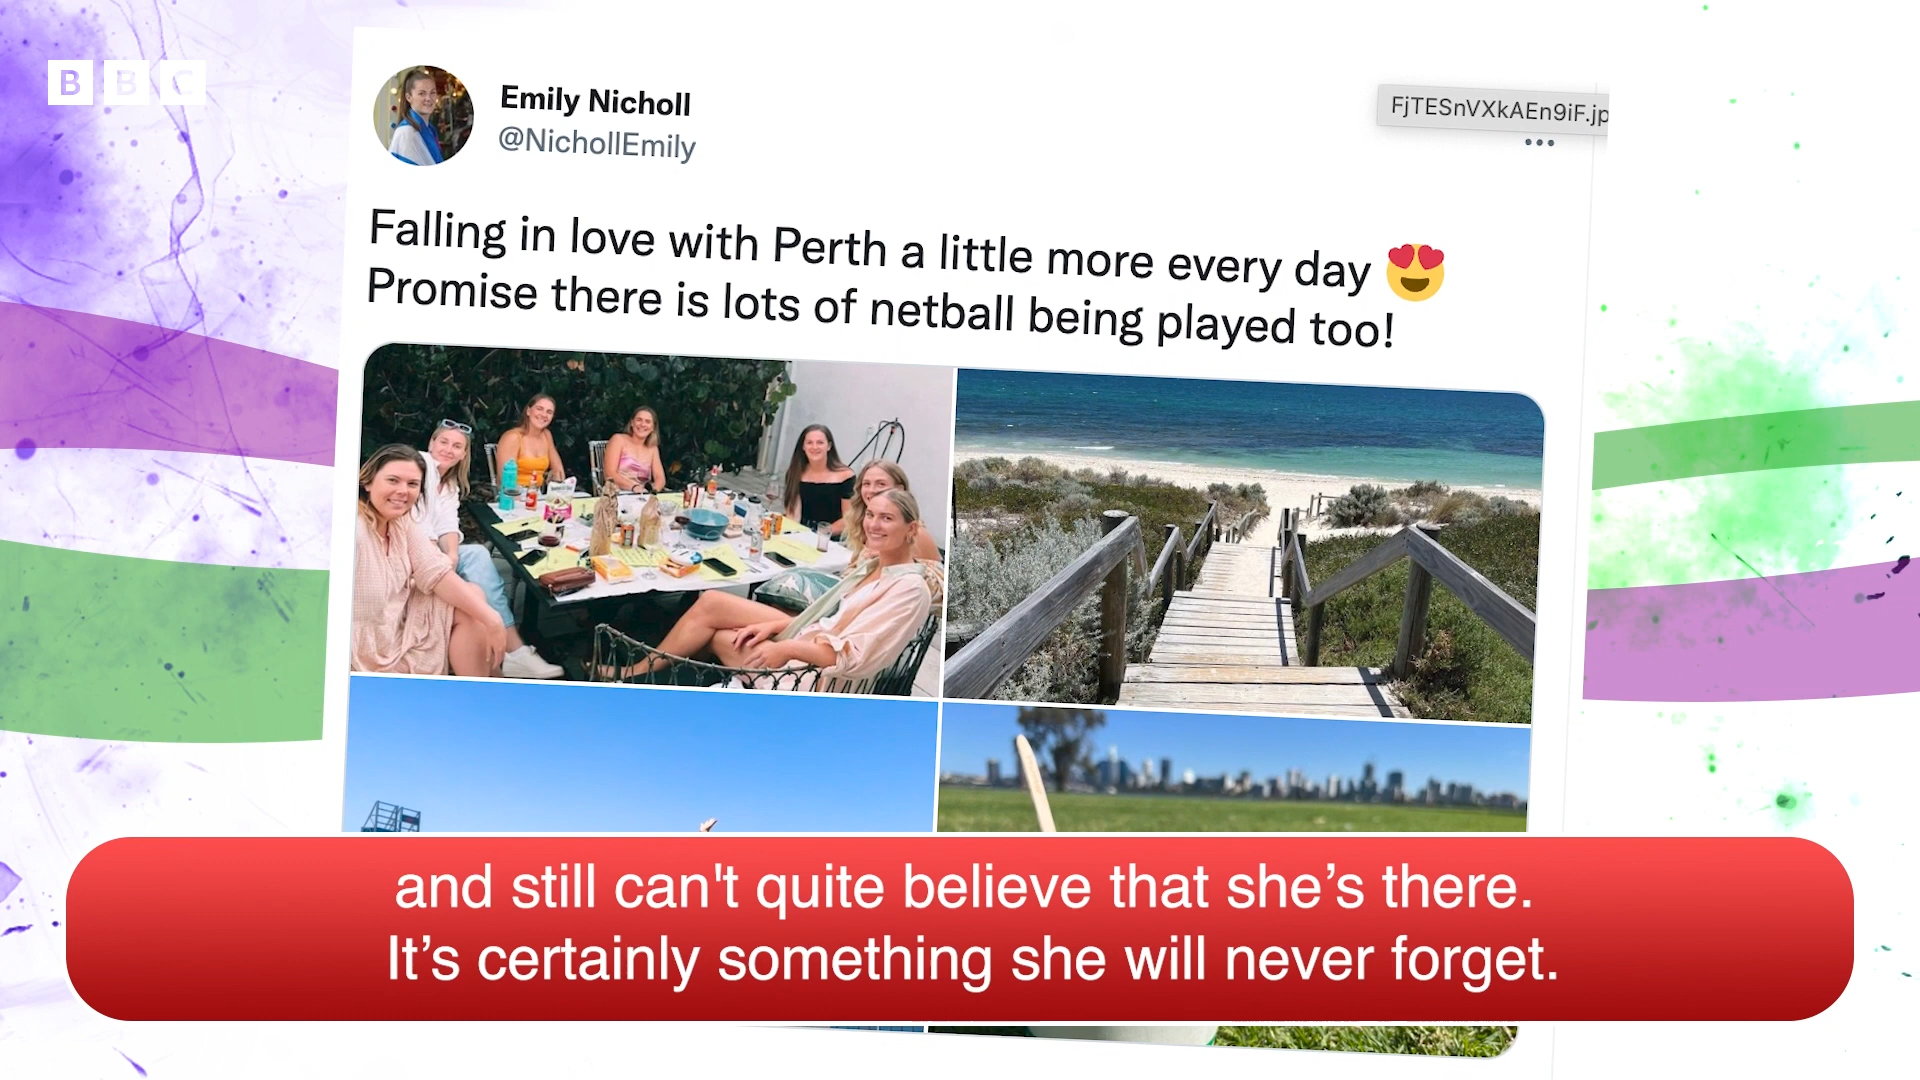 BBC
Emily Nicholl
@NichollEmily
FjTESnVXkAEn9iF.jp
Falling in love with Perth a little more every day 😍
Promise there is lots of netball being played too!
and still can't quite believe that she’s there.
It’s certainly something she will never forget.